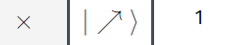 × |↗⟩ 1